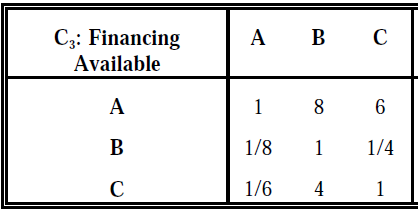 C₃: Financing Available A B C
A 1 8 6
B 1/8 1 1/4
C 1/6 4 1